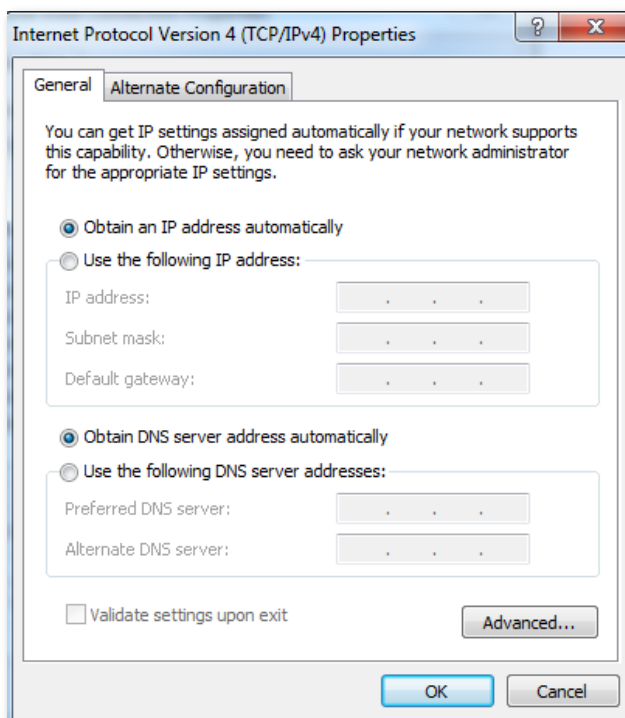 Internet Protocol Version 4 (TCP/IPv4) Properties
General
Alternate Configuration
You can get IP settings assigned automatically if your network supports
this capability. Otherwise, you need to ask your network administrator
for the appropriate IP settings.
Obtain an IP address automatically
Use the following IP address:
IP address:
Subnet mask:
Default gateway:
Obtain DNS server address automatically
Use the following DNS server addresses:
Preferred DNS server:
Alternate DNS server:
Validate settings upon exit
Advanced...
OK
Cancel